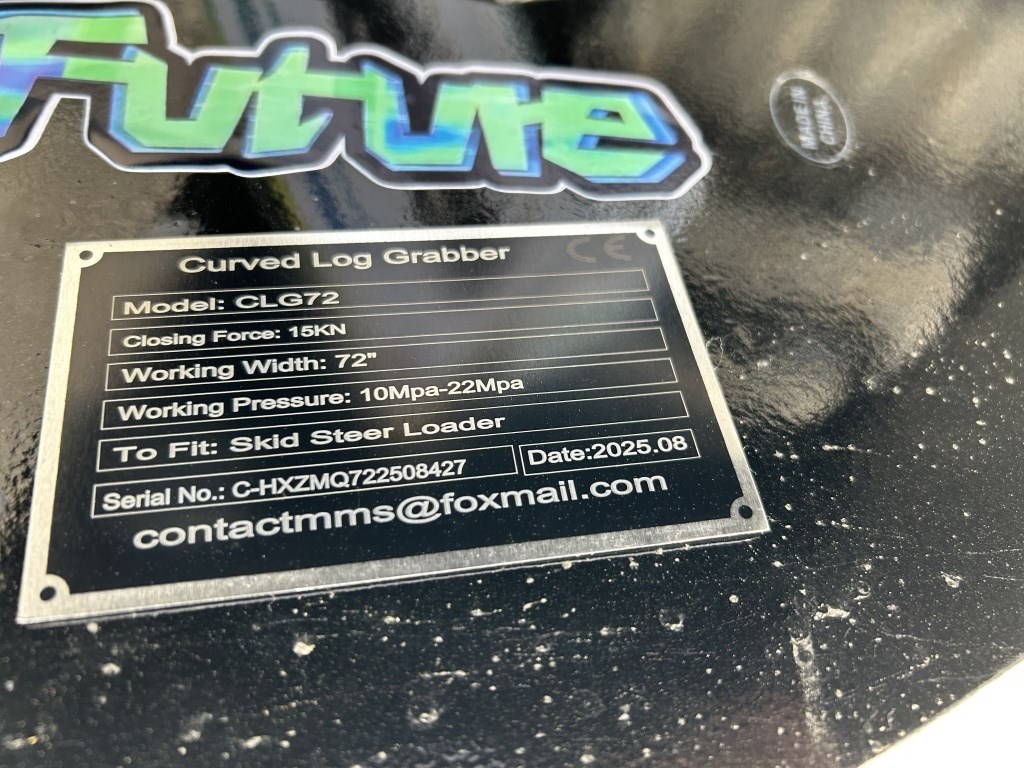 Future
MADE IN
CHINA
Curved Log Grabber
CE
Model: CLG72
Closing Force: 15KN
Working Width: 72"
Working Pressure: 10Mpa-22Mpa
To Fit: Skid Steer Loader
Serial No.: C-HXZMQ722508427
Date:2025.08
contactmms@foxmail.com